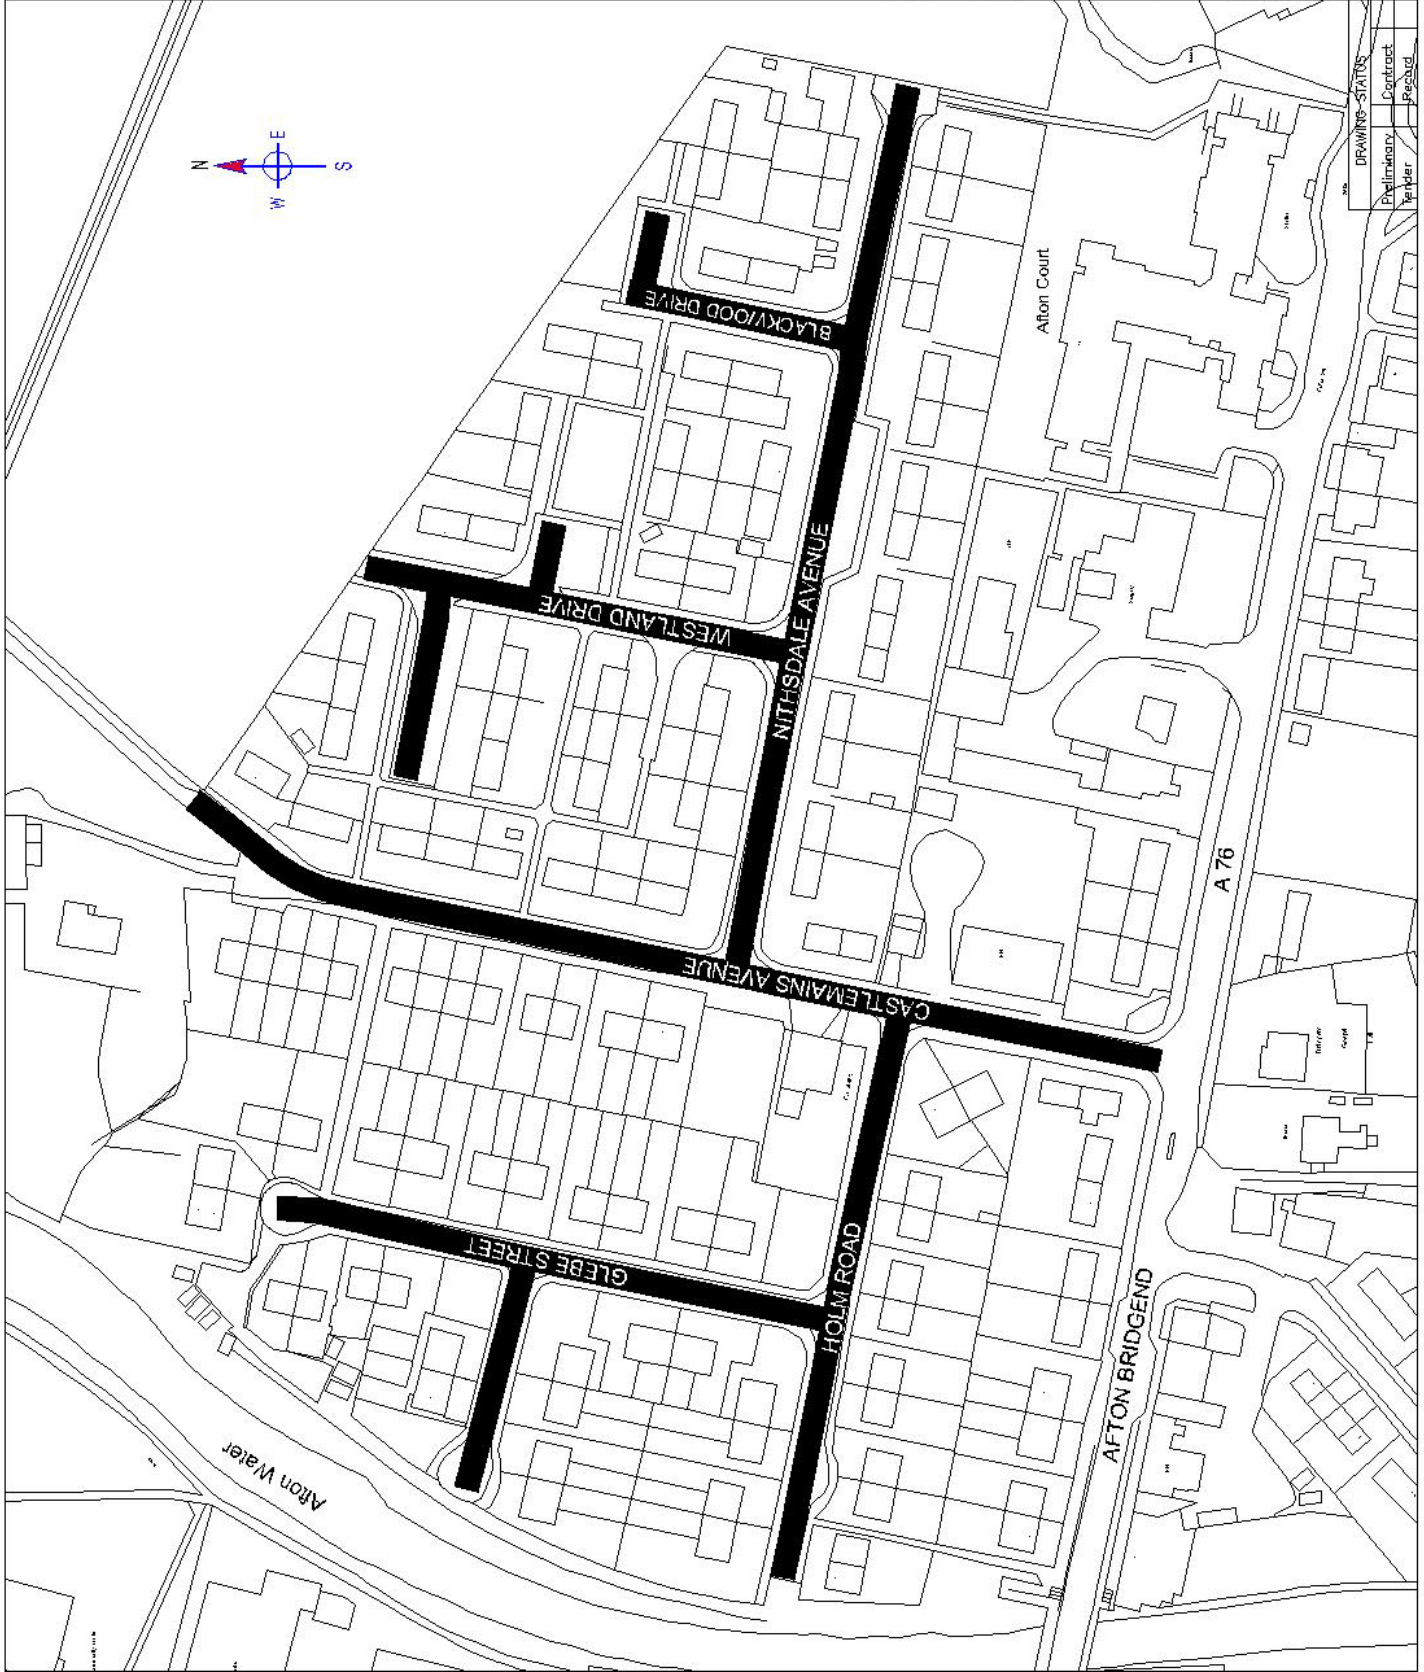 N
W
E
S
DRAWING STATUS
Preliminary
Contract
Tender
Record
BLACKWOOD DRIVE
Afton Court
WESTLAND DRIVE
NITHSDALE AVENUE
A 76
CASTLEMAINS AVENUE
GLEBE STREET
HOLM ROAD
AFTON BRIDGEND
Afton Water